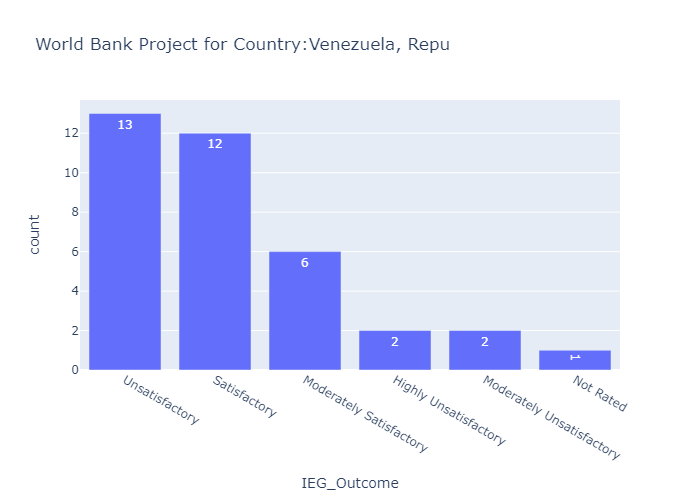 World Bank Project for Country:Venezuela, Repu
count
12
10
8
6
4
2
0
13
12
6
2
2
1
Unsatisfactory
Satisfactory
Moderately Satisfactory
Highly Unsatisfactory
Moderately Unsatisfactory
Not Rated
IEG_Outcome